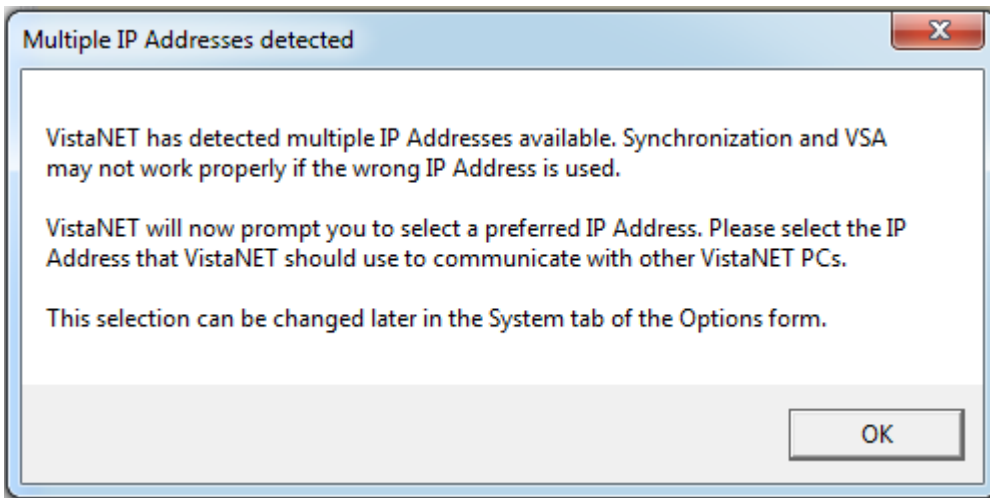 Multiple IP Addresses detected
VistaNET has detected multiple IP Addresses available. Synchronization and VSA
may not work properly if the wrong IP Address is used.
VistaNET will now prompt you to select a preferred IP Address. Please select the IP
Address that VistaNET should use to communicate with other VistaNET PCs.
This selection can be changed later in the System tab of the Options form.
OK